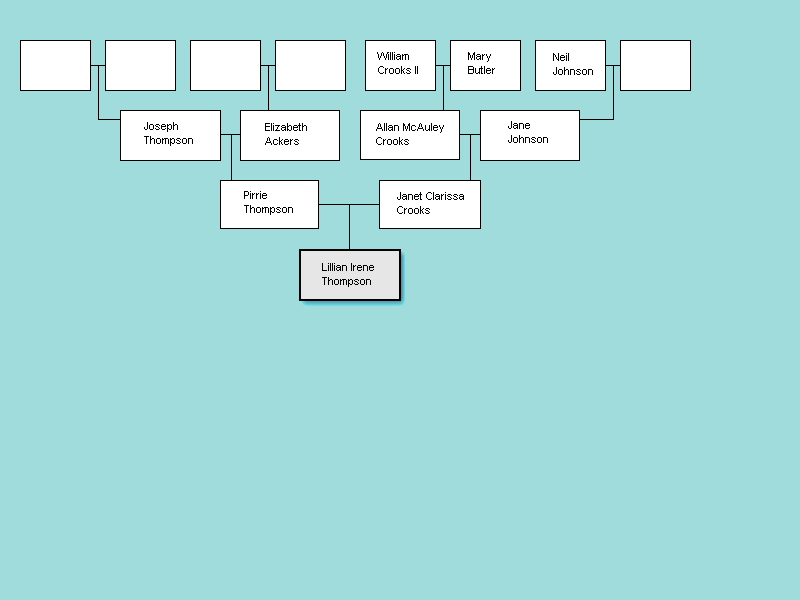 William
Crooks II
Mary
Butler
Neil
Johnson
Joseph
Thompson
Elizabeth
Ackers
Allan McAuley
Crooks
Jane
Johnson
Pirrie
Thompson
Janet Clarissa
Crooks
Lillian Irene
Thompson